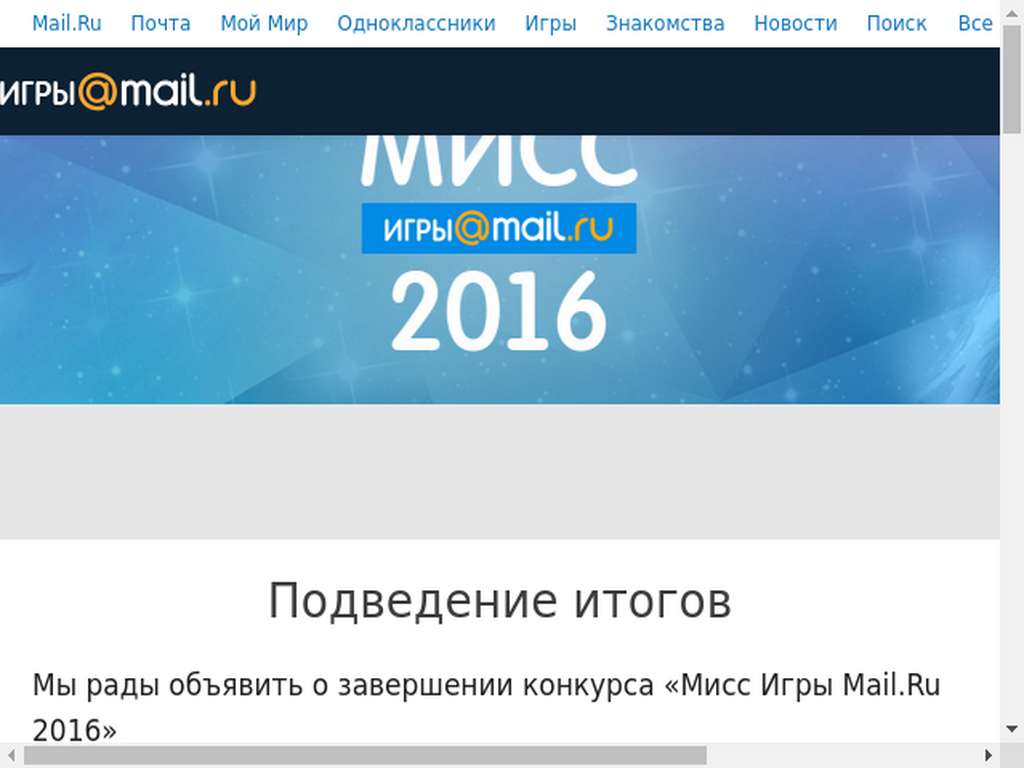 Mail.Ru Почта Мой Мир Одноклассники Игры Знакомства Новости Поиск Все
игры@mail.ru
МИСС
игры@mail.ru
2016
Подведение итогов
Мы рады объявить о завершении конкурса «Мисс Игры Mail.Ru
2016»